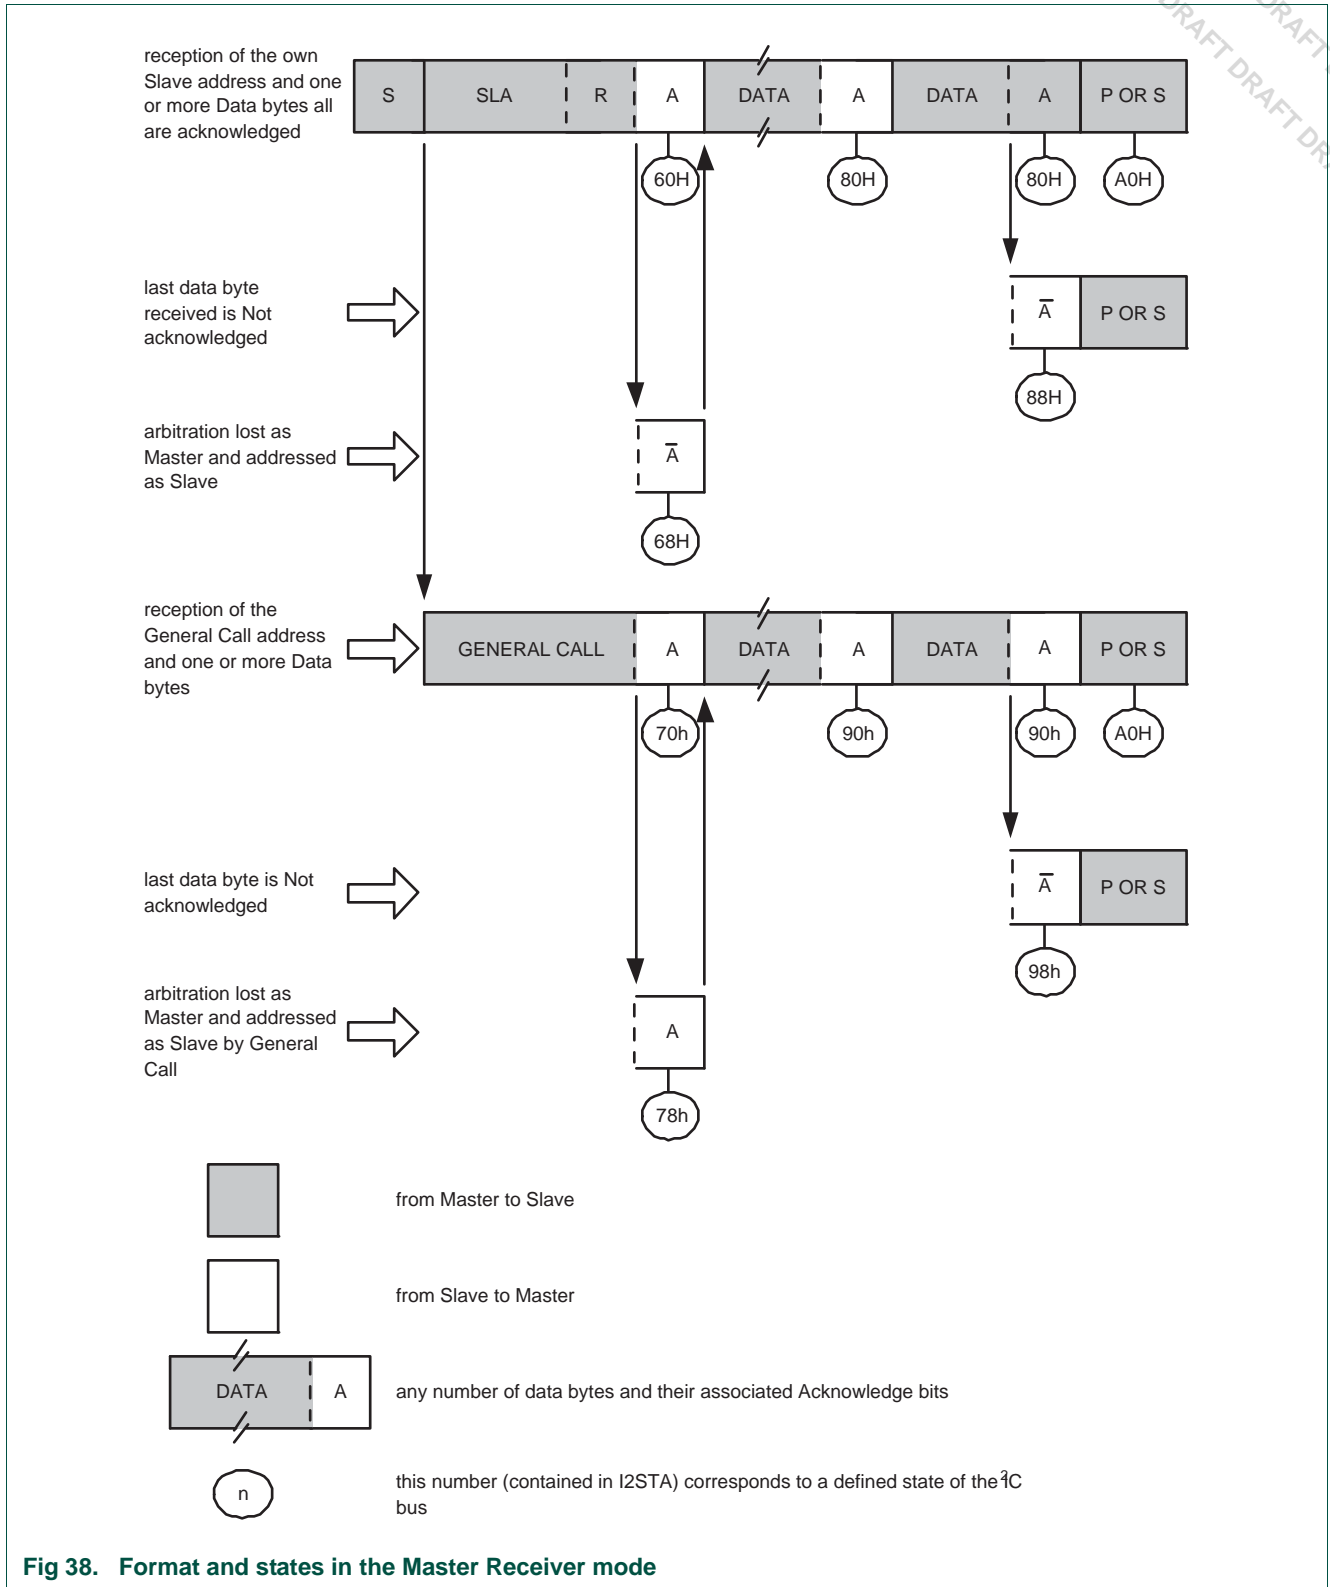 DRAFT DRAFT DRA
DRAFT
reception of the own
Slave address and one
or more Data bytes all
are acknowledged
S SLA R A DATA A DATA A P OR S
60H 80H 80H A0H
last data byte
received is Not
acknowledged
A P OR S
88H
arbitration lost as
Master and addressed
as Slave
A
68H
reception of the
General Call address
and one or more Data
bytes
GENERAL CALL A DATA A DATA A P OR S
70h 90h 90h A0H
last data byte is Not
acknowledged
A P OR S
98h
arbitration lost as
Master and addressed
as Slave by General
Call
A
78h
from Master to Slave
from Slave to Master
DATA A any number of data bytes and their associated Acknowledge bits
n this number (contained in I2STA) corresponds to a defined state of the I2C
bus
Fig 38. Format and states in the Master Receiver mode